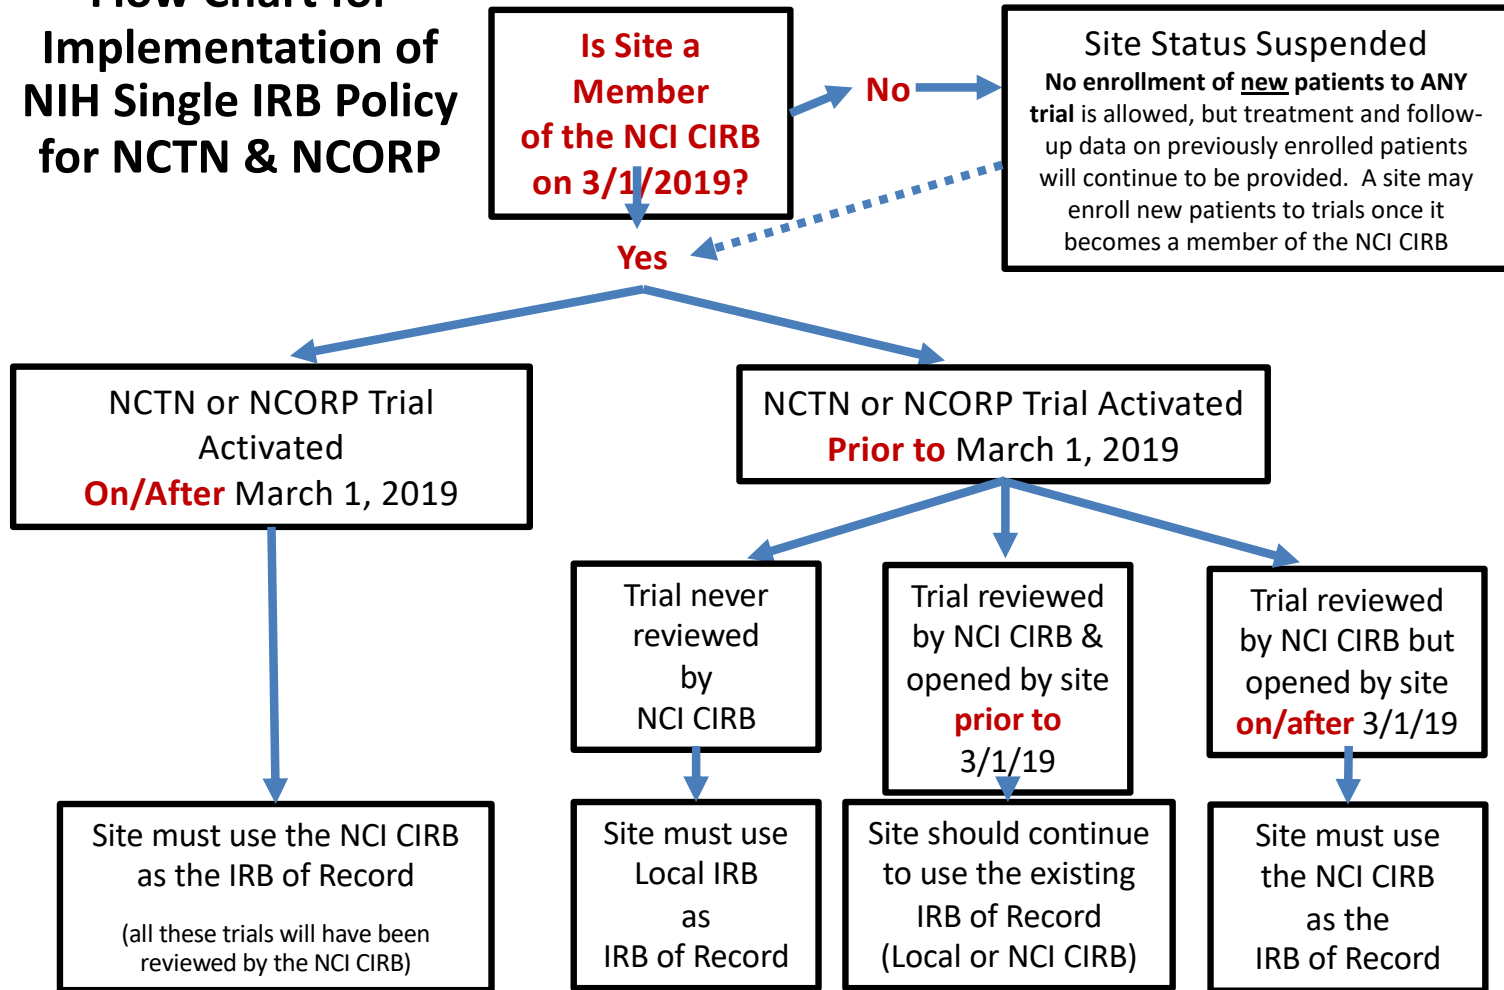 Flow Chart for
Implementation of
NIH Single IRB Policy
for NCTN & NCORP
Is Site a
Member
of the NCI CIRB
on 3/1/2019?
No
Site Status Suspended
No enrollment of new patients to ANY
trial is allowed, but treatment and follow-
up data on previously enrolled patients
will continue to be provided. A site may
enroll new patients to trials once it
becomes a member of the NCI CIRB
Yes
NCTN or NCORP Trial
Activated
On/After March 1, 2019
NCTN or NCORP Trial Activated
Prior to March 1, 2019
Trial never
reviewed
by
NCI CIRB
Trial reviewed
by NCI CIRB &
opened by site
prior to
3/1/19
Trial reviewed
by NCI CIRB but
opened by site
on/after 3/1/19
Site must use the NCI CIRB
as the IRB of Record
(all these trials will have been
reviewed by the NCI CIRB)
Site must use
Local IRB
as
IRB of Record
Site should continue
to use the existing
IRB of Record
(Local or NCI CIRB)
Site must use
the NCI CIRB
as the
IRB of Record